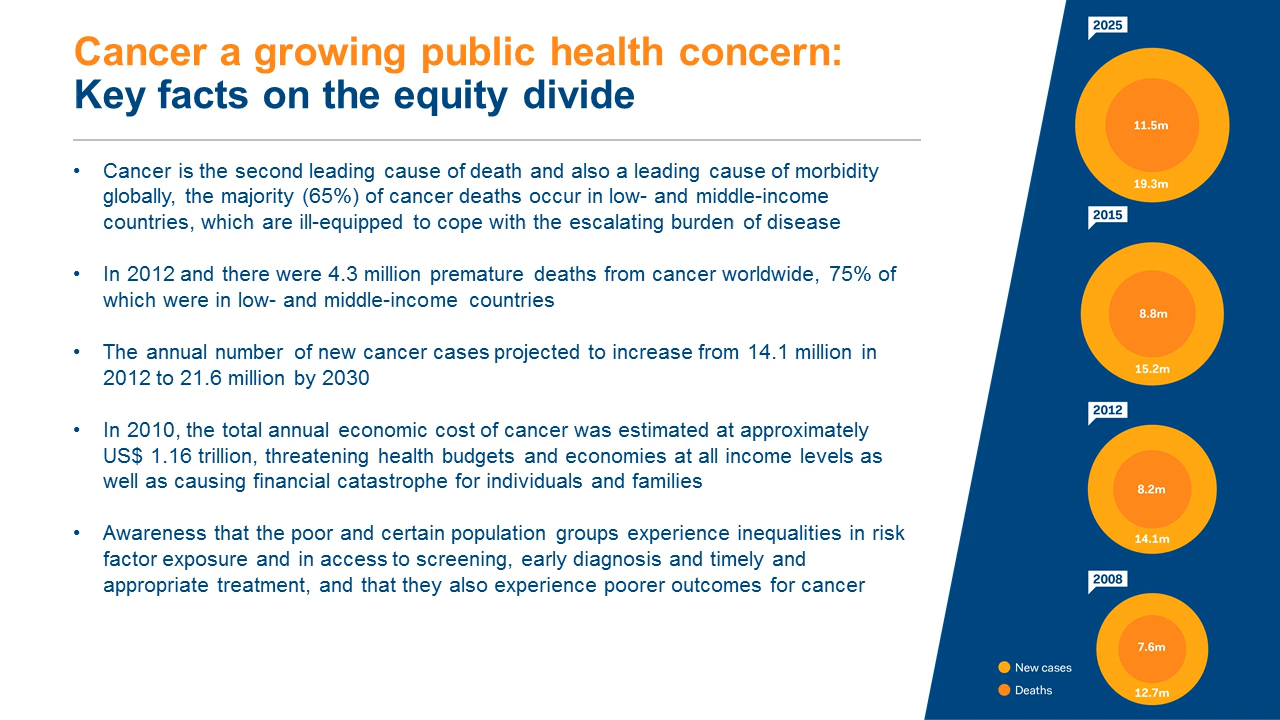 Cancer a growing public health concern:
Key facts on the equity divide
• Cancer is the second leading cause of death and also a leading cause of morbidity
globally, the majority (65%) of cancer deaths occur in low- and middle-income
countries, which are ill-equipped to cope with the escalating burden of disease
• In 2012 and there were 4.3 million premature deaths from cancer worldwide, 75% of
which were in low- and middle-income countries
• The annual number of new cancer cases projected to increase from 14.1 million in
2012 to 21.6 million by 2030
• In 2010, the total annual economic cost of cancer was estimated at approximately
US$ 1.16 trillion, threatening health budgets and economies at all income levels as
well as causing financial catastrophe for individuals and families
• Awareness that the poor and certain population groups experience inequalities in risk
factor exposure and in access to screening, early diagnosis and timely and
appropriate treatment, and that they also experience poorer outcomes for cancer
2025
11.5m
19.3m
2015
8.8m
15.2m
2012
8.2m
14.1m
2008
7.6m
12.7m
New cases
Deaths